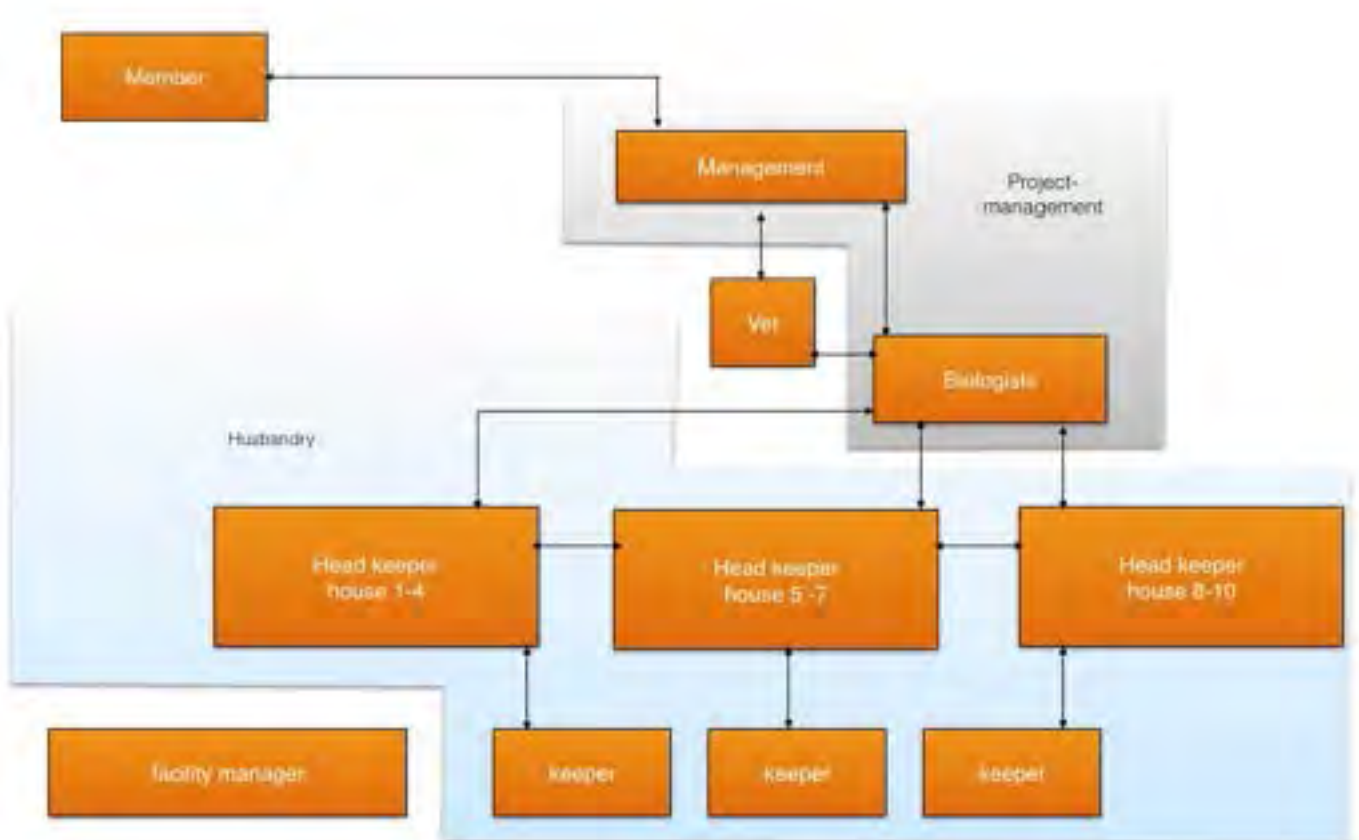 Member
Management
Project-
management
Vet
Biologists
Husbandry
Head keeper
house 1-4
Head keeper
house 5 -7
Head keeper
house 8-10
facility manager
keeper
keeper
keeper